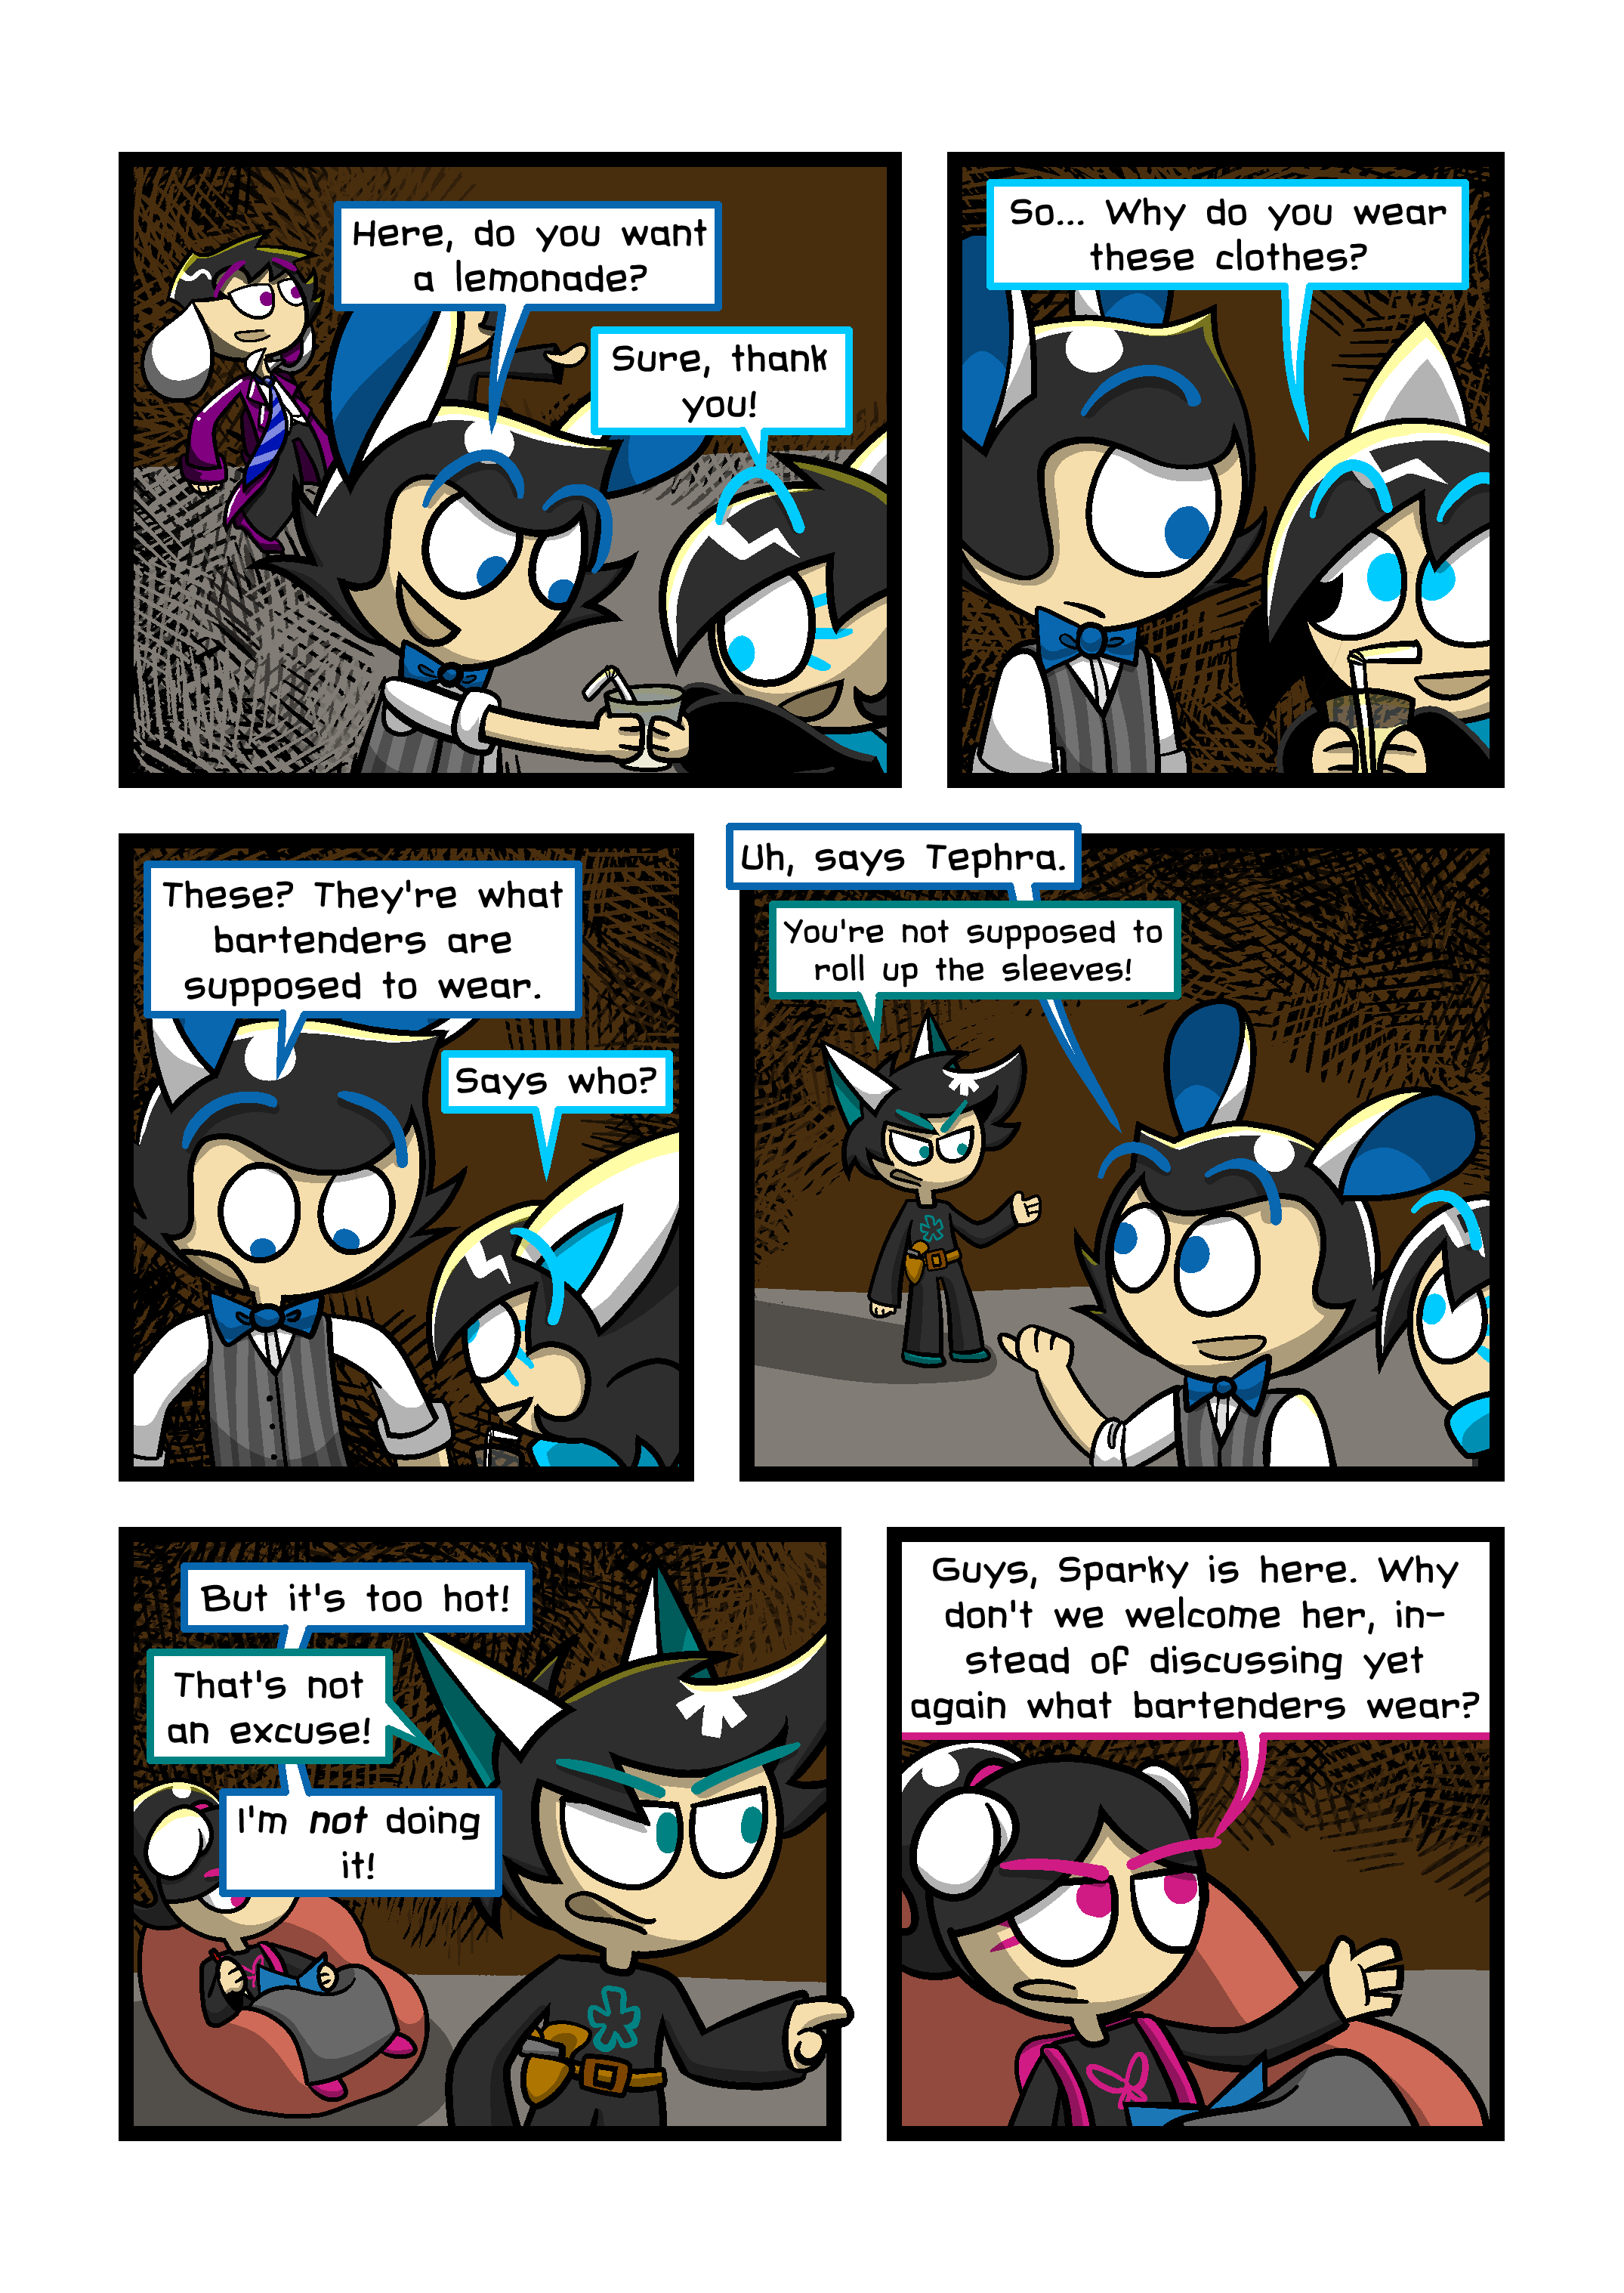 Here, do you want
a lemonade?
Sure, thank
you!
So... Why do you wear
these clothes?
These? They're what
bartenders are
supposed to wear.
Says who?
Uh, says Tephra.
You're not supposed to
roll up the sleeves!
But it's too hot!
That's not
an excuse!
I'm not doing
it!
Guys, Sparky is here. Why
don't we welcome her, in-
stead of discussing yet
again what bartenders wear?